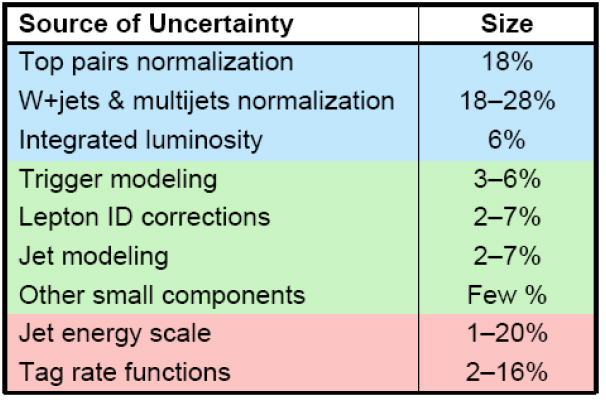 Source of Uncertainty Size
Top pairs normalization 18%
W+jets & multijets normalization 18–28%
Integrated luminosity 6%
Trigger modeling 3–6%
Lepton ID corrections 2–7%
Jet modeling 2–7%
Other small components Few %
Jet energy scale 1–20%
Tag rate functions 2–16%